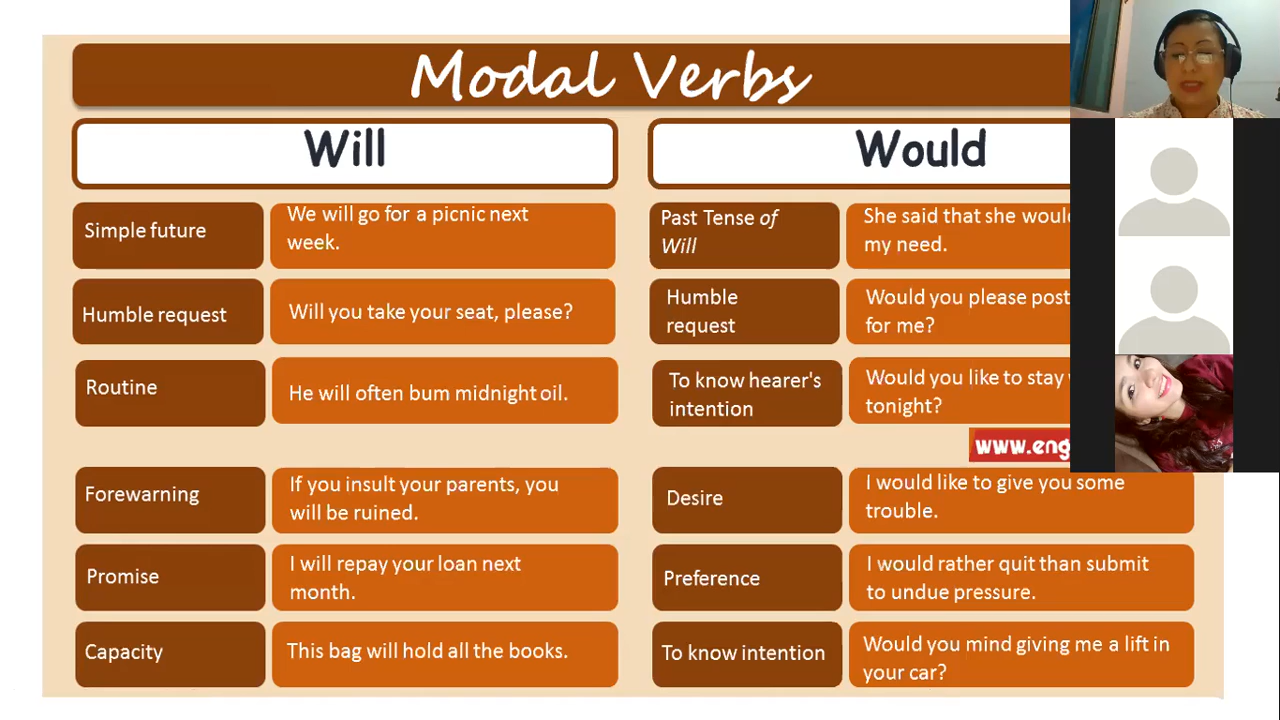 Modal Verbs
Will
Simple future
We will go for a picnic next
week.
Humble request
Will you take your seat, please?
Routine
He will often bum midnight oil.
Forewarning
If you insult your parents, you
will be ruined.
Promise
I will repay your loan next
month.
Capacity
This bag will hold all the books.
Would
Past Tense of
Will
She said that she
my need.
Humble
request
Would you please post
for me?
To know hearer's
intention
Would you like to stay
tonight?
Desire
I would like to give you some
trouble.
Preference
I would rather quit than submit
to undue pressure.
To know intention
Would you mind giving me a lift in
your car?